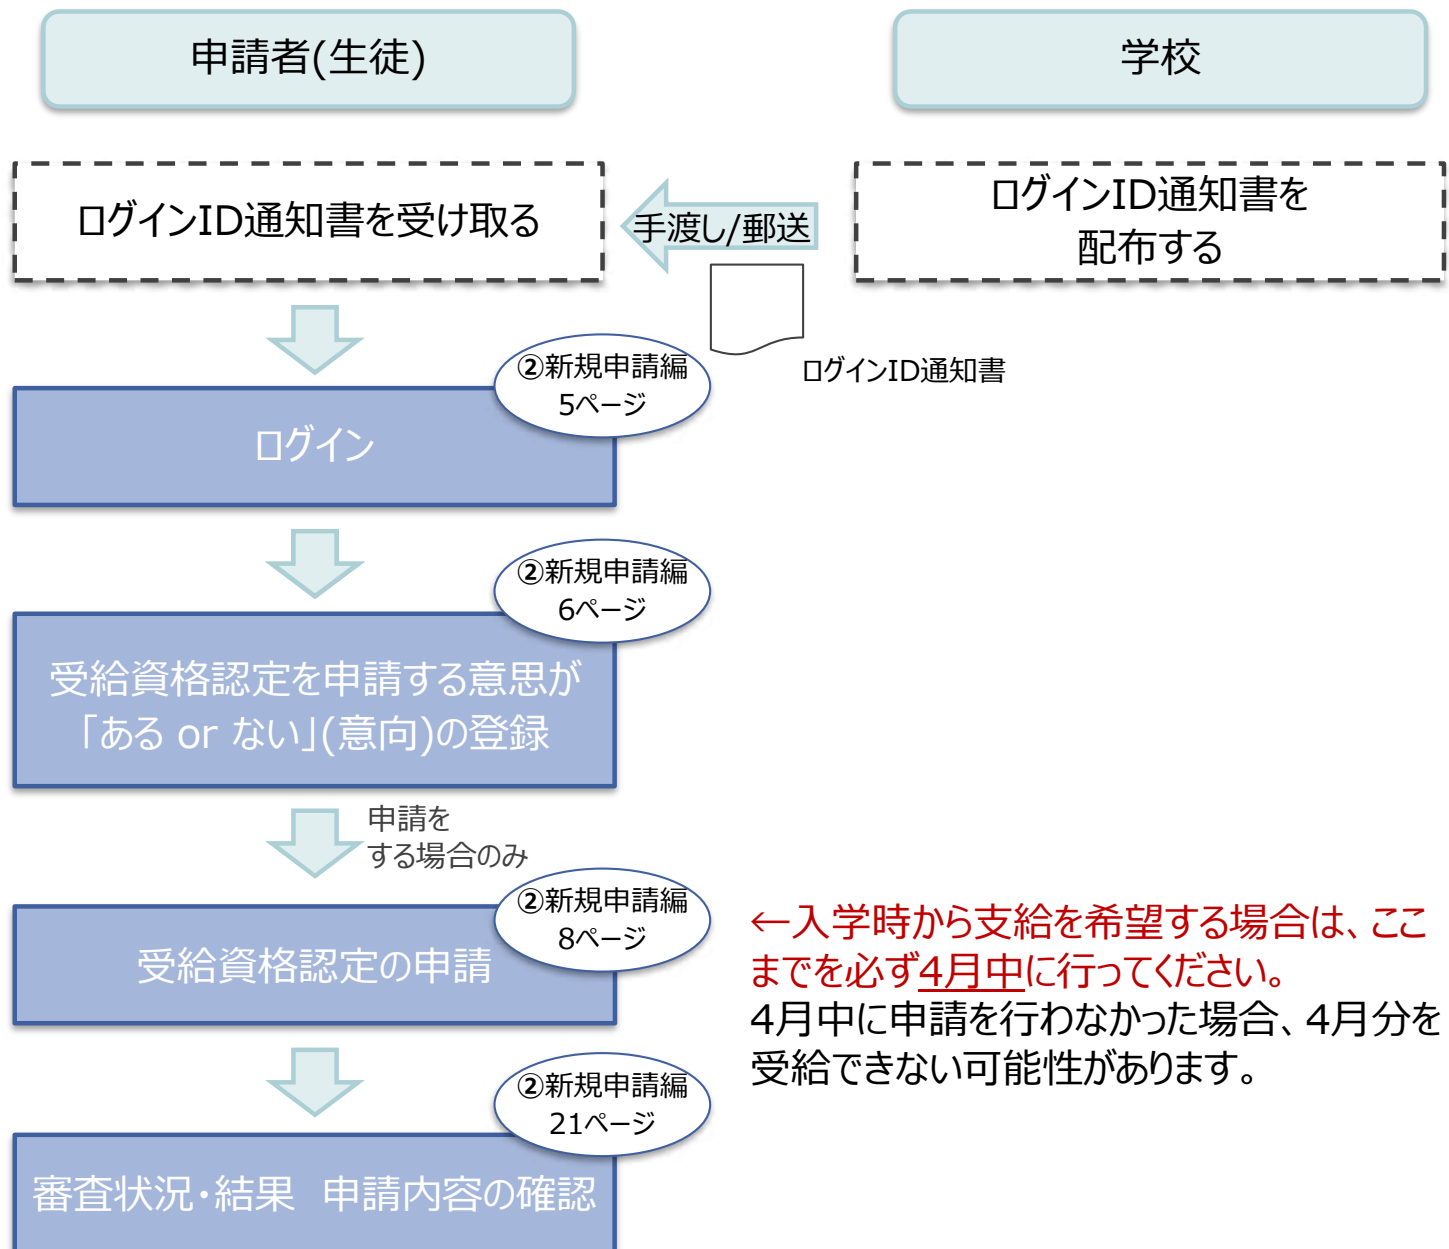 申請者(生徒)
学校
ログインID通知書を受け取る
手渡し/郵送
ログインID通知書を
配布する
ログインID通知書
②新規申請編
5ページ
ログイン
②新規申請編
6ページ
受給資格認定を申請する意思が
「ある or ない」(意向)の登録
申請を
する場合のみ
②新規申請編
8ページ
受給資格認定の申請
←入学時から支給を希望する場合は、ここ
までを必ず4月中に行ってください。
4月中に申請を行わなかった場合、4月分を
受給できない可能性があります。
②新規申請編
21ページ
審査状況・結果　申請内容の確認